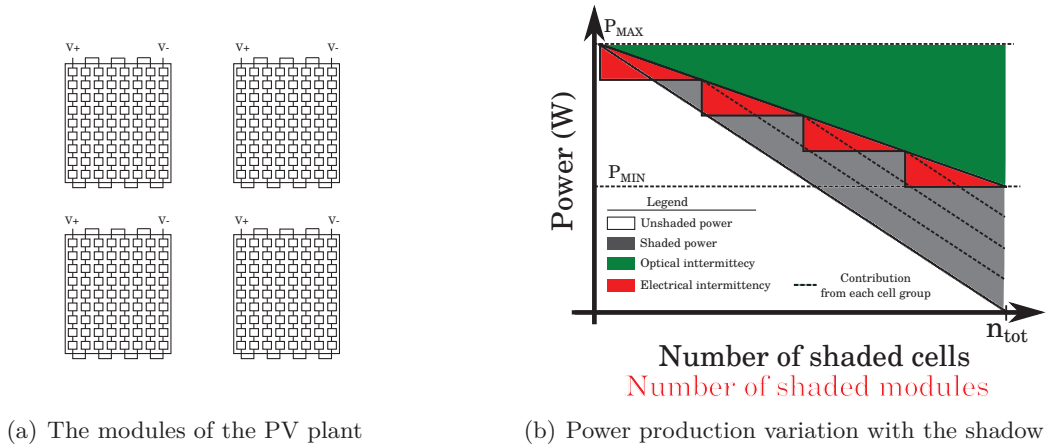 V+ V-
V+ V-
V+ V-
V+ V-
(a) The modules of the PV plant
P_MAX
Power (W)
P_MIN
Legend
Unshaded power
Shaded power
Optical inttermittecy
Electrical intermittency
Contribution
from each cell group
n_tot
Number of shaded cells
Number of shaded modules
(b) Power production variation with the shadow